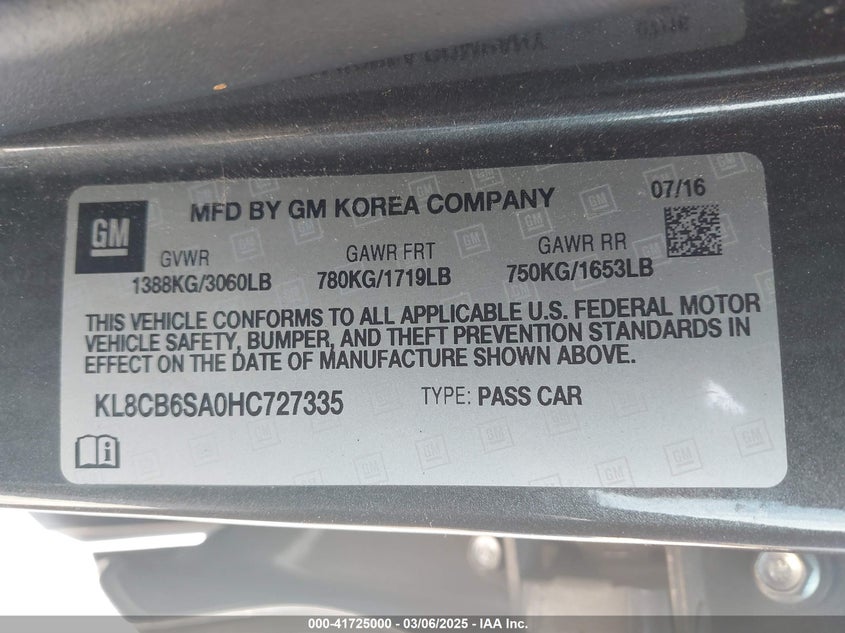 GM
MFD BY GM KOREA COMPANY
07/16
GVWR
GAWR FRT
GAWR RR
1388KG/3060LB
780KG/1719LB
750KG/1653LB
THIS VEHICLE CONFORMS TO ALL APPLICABLE U.S. FEDERAL MOTOR
VEHICLE SAFETY, BUMPER, AND THEFT PREVENTION STANDARDS IN
EFFECT ON THE DATE OF MANUFACTURE SHOWN ABOVE.
KL8CB6SA0HC727335
TYPE: PASS CAR
000-41725000 — 03/06/2025 — IAA Inc.